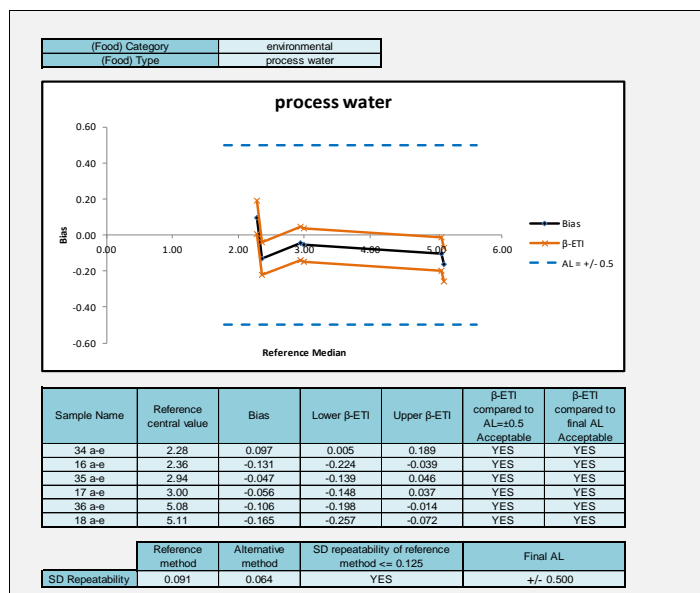 (Food) Category environmental
(Food) Type process water
process water
0.60
0.40
0.20
0.00
-0.20
-0.40
-0.60
0.00 1.00 2.00 3.00 4.00 5.00 6.00
Bias
Reference Median
Bias
β-ETI
AL = +/- 0.5
Sample Name Reference central value Bias Lower β-ETI Upper β-ETI β-ETI compared to AL=±0.5 Acceptable β-ETI compared to final AL Acceptable
34 a-e 2.28 0.097 0.005 0.189 YES YES
16 a-e 2.36 -0.131 -0.224 -0.039 YES YES
35 a-e 2.94 -0.047 -0.139 0.046 YES YES
17 a-e 3.00 -0.056 -0.148 0.037 YES YES
36 a-e 5.08 -0.106 -0.198 -0.014 YES YES
18 a-e 5.11 -0.165 -0.257 -0.072 YES YES
Reference method Alternative method SD repeatability of reference method <= 0.125 Final AL
SD Repeatability 0.091 0.064 YES +/- 0.500